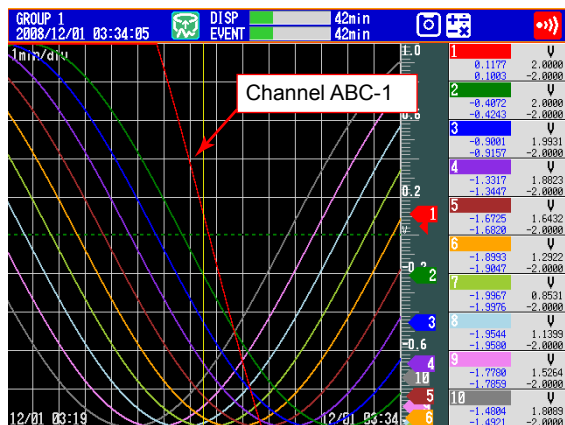 GROUP 1
2008/12/01 03:34:05
DISP 42min
EVENT 42min
1min/div
Channel ABC-1
1.0
0.2
-0.6
1 V
0.1177 2.0000
0.1003 -2.0000
2 V
-0.4072 2.0000
-0.4243 -2.0000
3 V
-0.9001 1.9931
-0.9157 -2.0000
4 V
-1.3317 1.8823
-1.3447 -2.0000
5 V
-1.6725 1.6432
-1.6820 -2.0000
6 V
-1.8993 1.2922
-1.9047 -2.0000
7 V
-1.9967 0.8531
-1.9976 -2.0000
8 V
-1.9544 1.1399
-1.9580 -2.0000
9 V
-1.7780 1.5264
-1.7859 -2.0000
10 V
-1.4804 1.8089
-1.4921 -2.0000
1
2
3
4
10
5
6
12/01 03:19
12/01 03:34